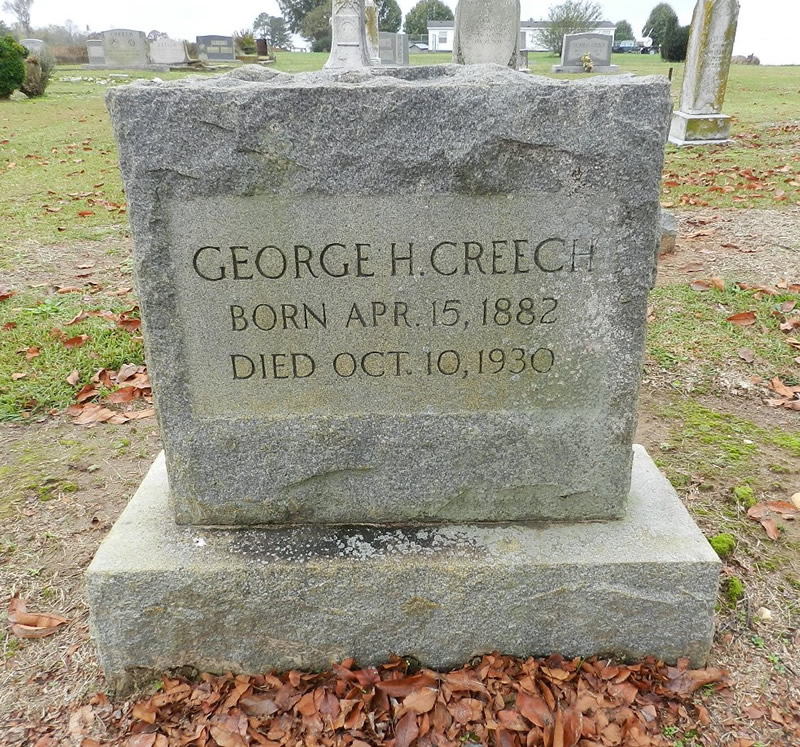 GEORGE H. CREECH
BORN APR. 15, 1882
DIED OCT. 10, 1930